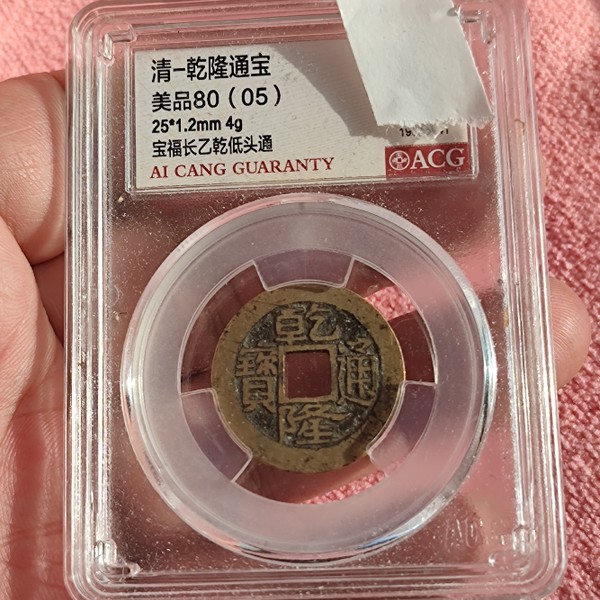 清-乾隆通宝
美品80（05）
25*1.2mm 4g
宝福长乙乾低头通
AI CANG GUARANTY
ACG
乾隆通寶